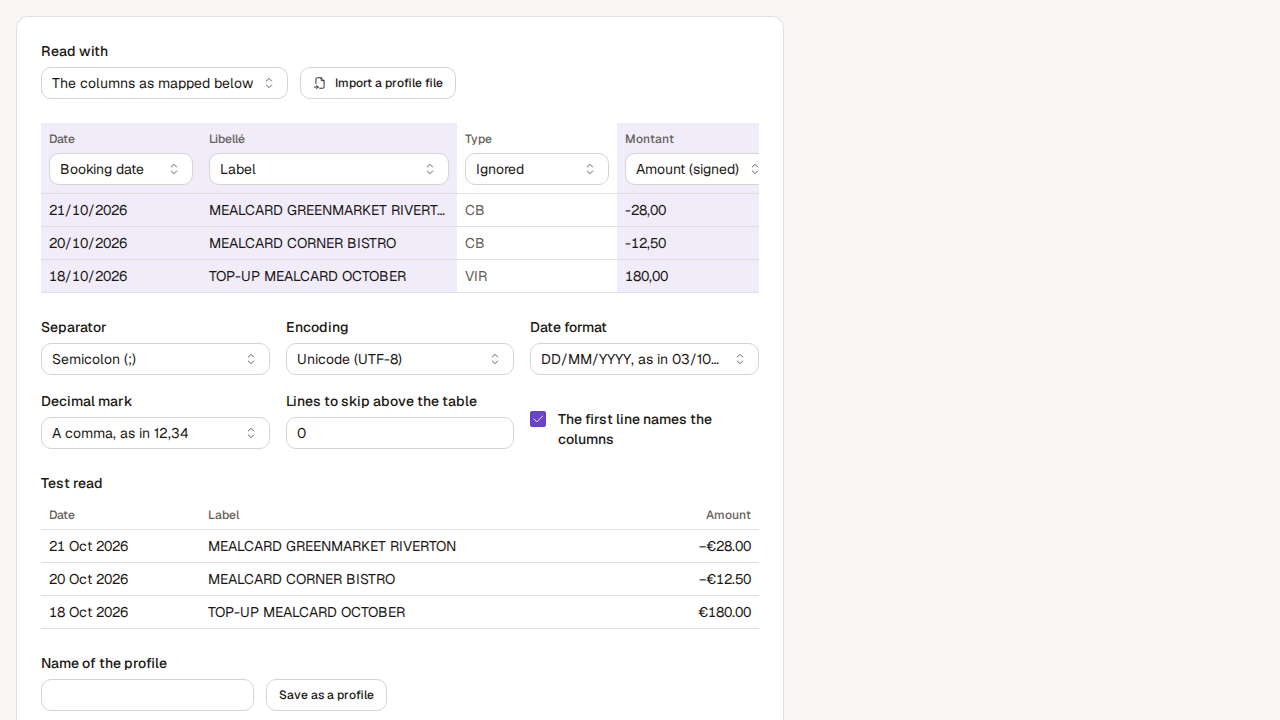 Read with
The columns as mapped below
Import a profile file
Date Libellé Type Montant
Booking date Label Ignored Amount (signed)
21/10/2026 MEALCARD GREENMARKET RIVERT... CB -28,00
20/10/2026 MEALCARD CORNER BISTRO CB -12,50
18/10/2026 TOP-UP MEALCARD OCTOBER VIR 180,00
Separator Encoding Date format
Semicolon (;) Unicode (UTF-8) DD/MM/YYYY, as in 03/10...
Decimal mark Lines to skip above the table
A comma, as in 12,34 0
The first line names the
columns
Test read
Date Label Amount
21 Oct 2026 MEALCARD GREENMARKET RIVERTON −€28.00
20 Oct 2026 MEALCARD CORNER BISTRO −€12.50
18 Oct 2026 TOP-UP MEALCARD OCTOBER €180.00
Name of the profile
Save as a profile